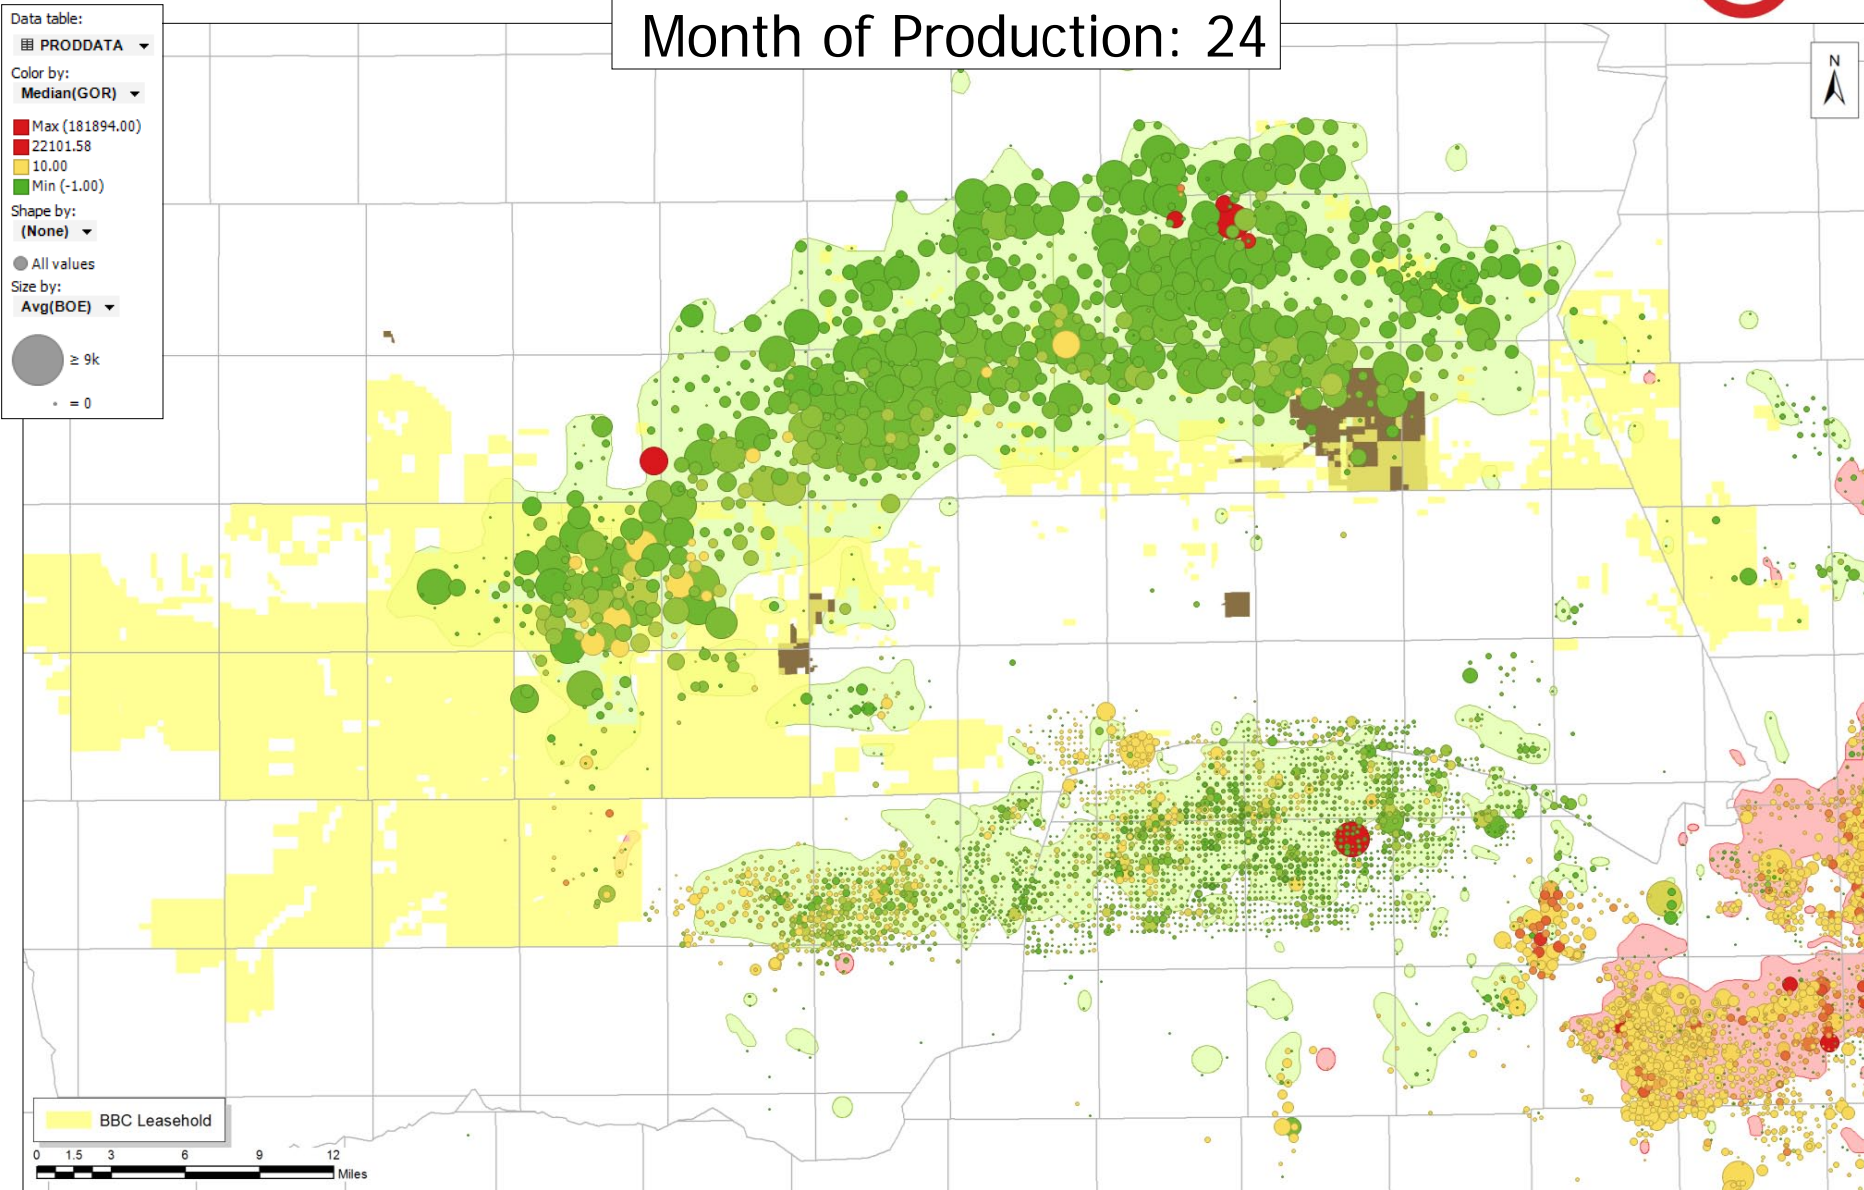 Month of Production: 24
Data table:
PRODDATA
Color by:
Median(GOR)
Max (181894.00)
22101.58
10.00
Min (-1.00)
Shape by:
(None)
All values
Size by:
Avg(BOE)
≥ 9k
= 0
N
BBC Leasehold
0 1.5 3 6 9 12
Miles